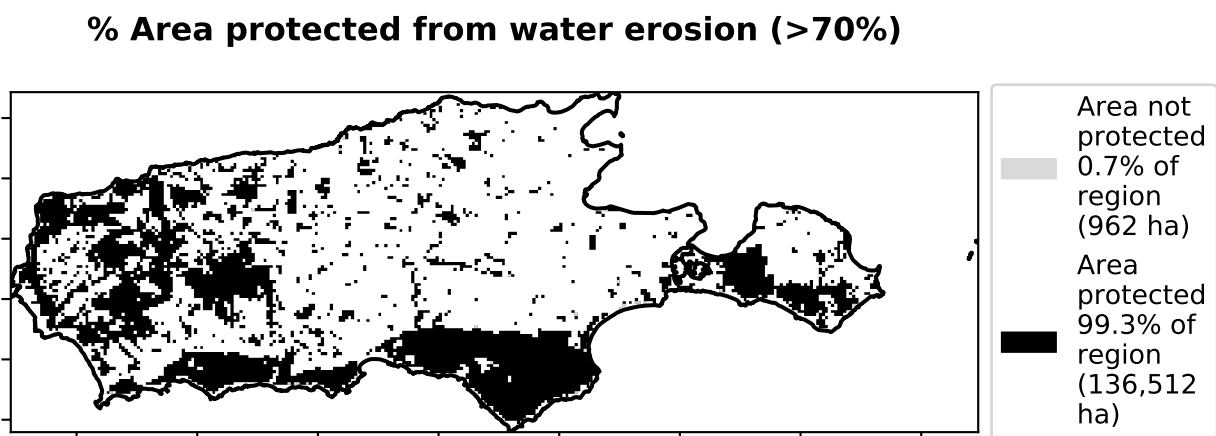 % Area protected from water erosion (>70%)
Area not
protected
0.7% of
region
(962 ha)
Area
protected
99.3% of
region
(136,512
ha)